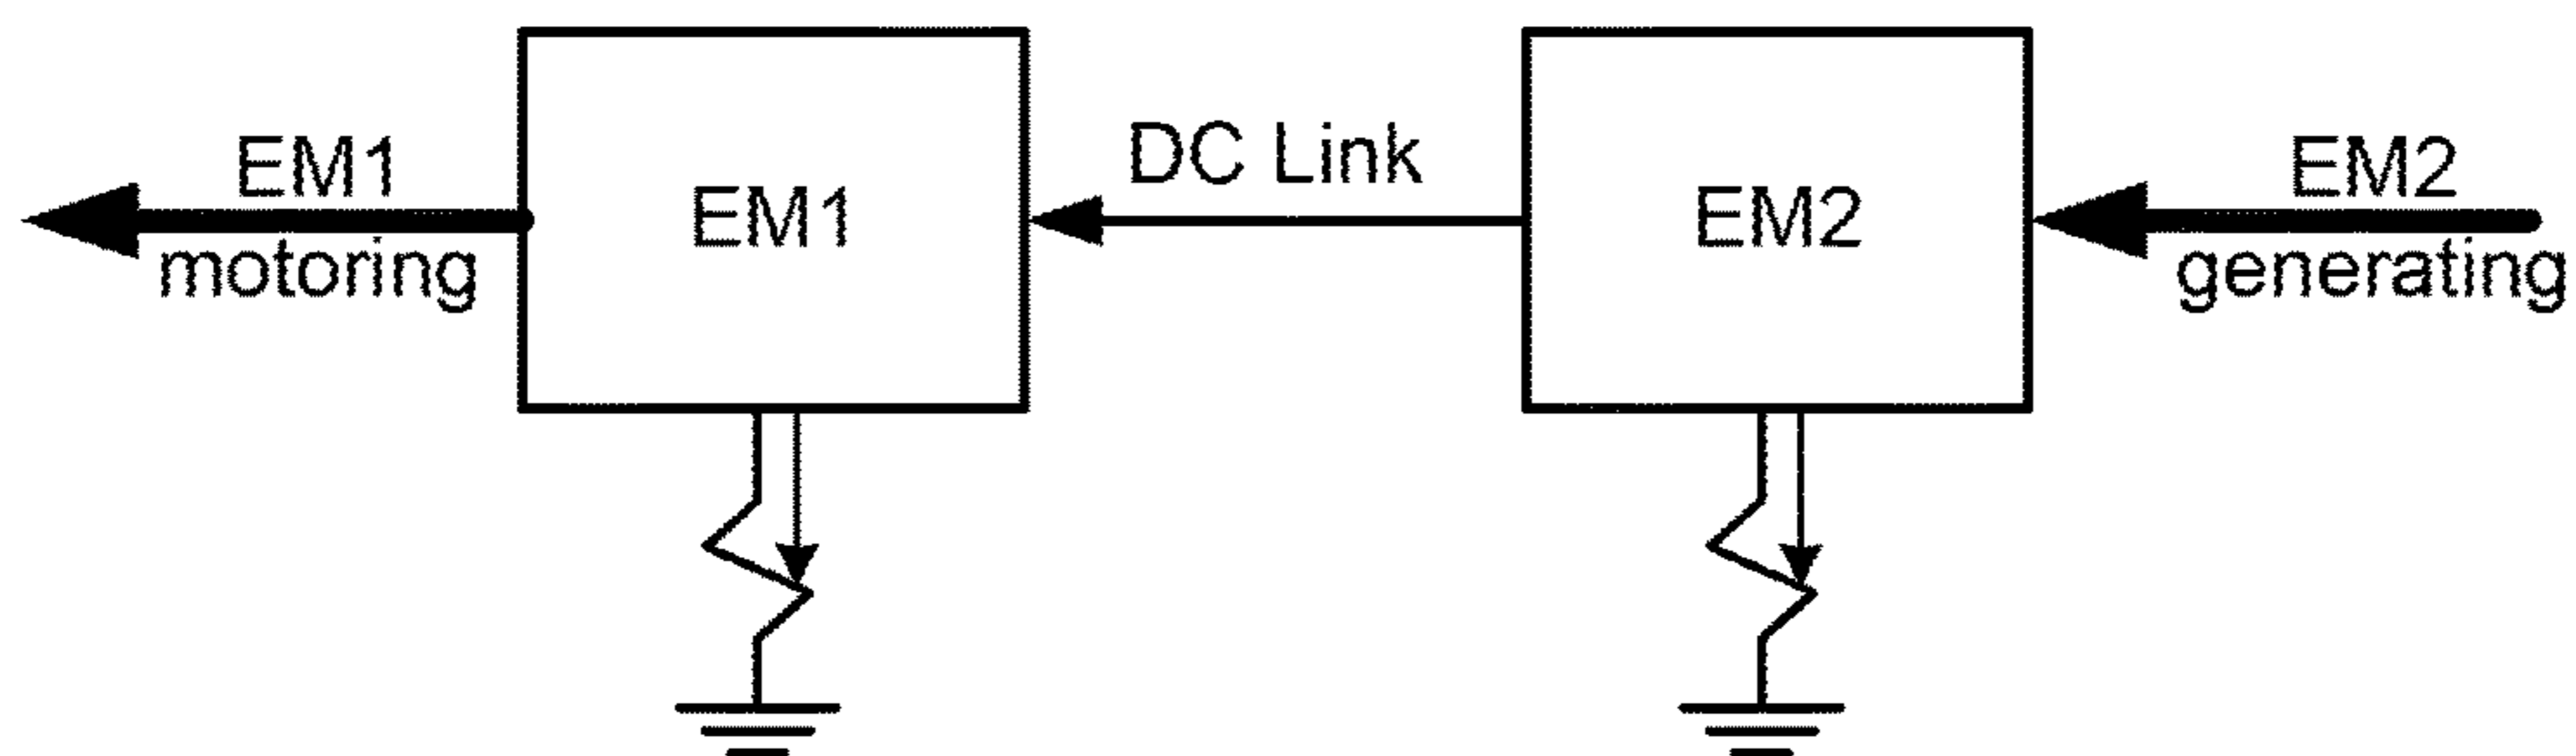 EM1
motoring
EM1
DC Link
EM2
EM2
generating